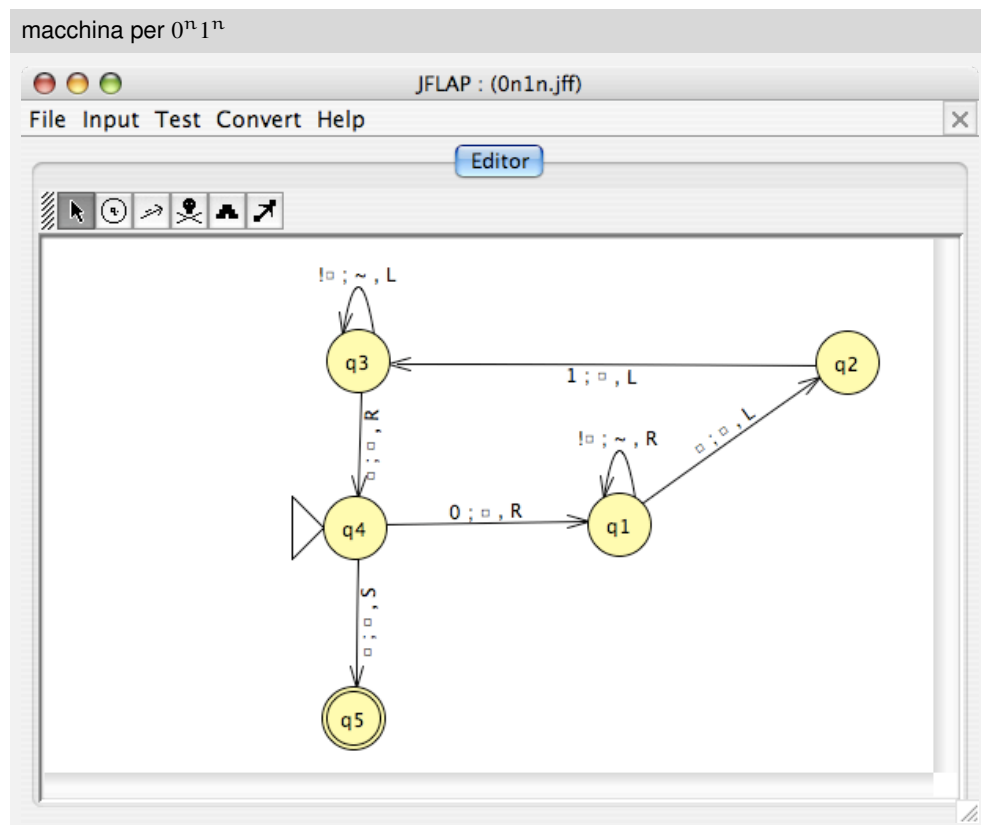 macchina per 0ⁿ1ⁿ
JFLAP : (0n1n.jff)
File Input Test Convert Help
Editor
!□ ; ~ , L
q3
q2
1 ; □ , L
□ ; □ , R
!□ ; ~ , R
□ ; □ , L
q4
0 ; □ , R
q1
□ ; □ , S
q5